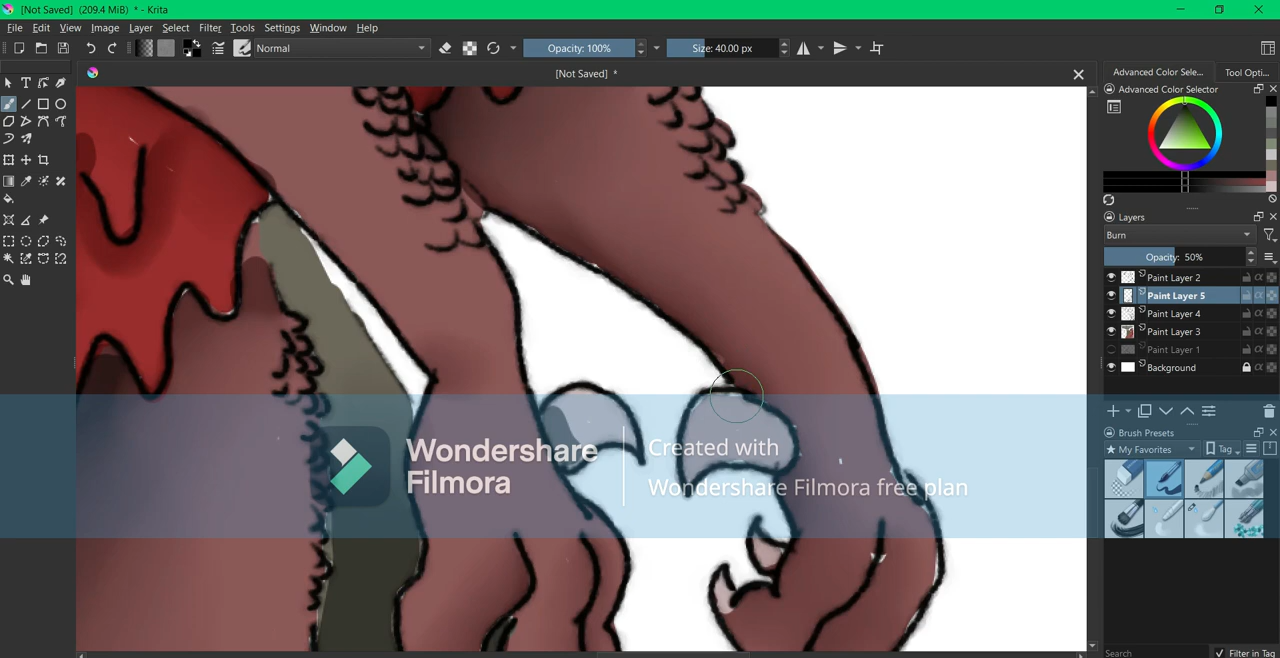 [Not Saved] (209.4 MiB) * - Krita
File Edit View Image Layer Select Filter Tools Settings Window Help
Normal
Opacity: 100%
Size: 40.00 px
[Not Saved] *
Advanced Color Sele... Tool Opti...
Advanced Color Selector
Layers
Burn
Opacity: 50%
Paint Layer 2
Paint Layer 5
Paint Layer 4
Paint Layer 3
Paint Layer 1
Background
Brush Presets
My Favorites Tag
Search Filter in Tag
Wondershare
Filmora
Created with
Wondershare Filmora free plan